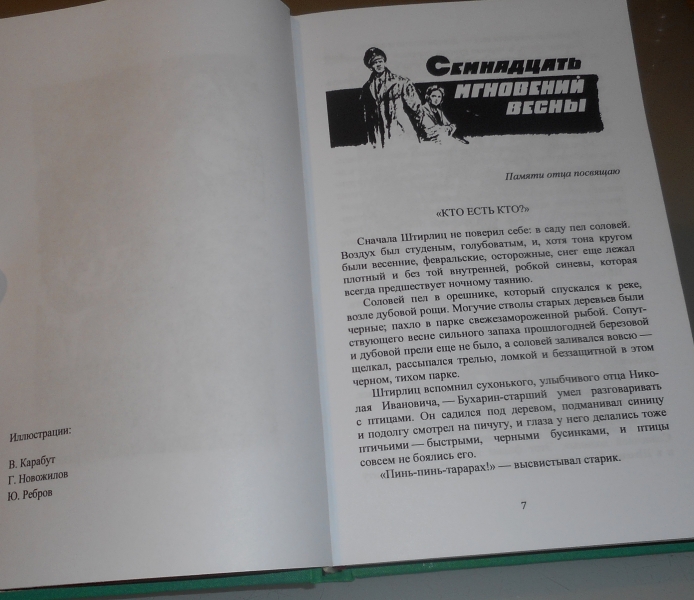 Иллюстрации:
В. Карабут
Г. Новожилов
Ю. Ребров
Семнадцать
мгновений
весны
Памяти отца посвящаю
«КТО ЕСТЬ КТО?»
Сначала Штирлиц не поверил себе: в саду пел соловей.
Воздух был студеным, голубоватым, и, хотя тона кругом
были весенние, февральские, осторожные, снег еще лежал
плотный и без той внутренней, робкой синевы, которая
всегда предшествует ночному таянию.
Соловей пел в орешнике, который спускался к реке,
возле дубовой рощи. Могучие стволы старых деревьев были
черные; пахло в парке свежезамороженной рыбой. Сопут-
ствующего весне сильного запаха прошлогодней березовой
и дубовой прели еще не было, а соловей заливался вовсю —
щелкал, рассыпался трелью, ломкой и беззащитной в этом
черном, тихом парке.
Штирлиц вспомнил сухонького, улыбчивого отца Нико-
лая Ивановича, — Бухарин-старший умел разговаривать
с птицами. Он садился под деревом, подманивал синицу
и подолгу смотрел на пичугу, и глаза у него делались тоже
птичьими — быстрыми, черными бусинками, и птицы
совсем не боялись его.
«Пинь-пинь-тарарах!» — высвистывал старик.
7